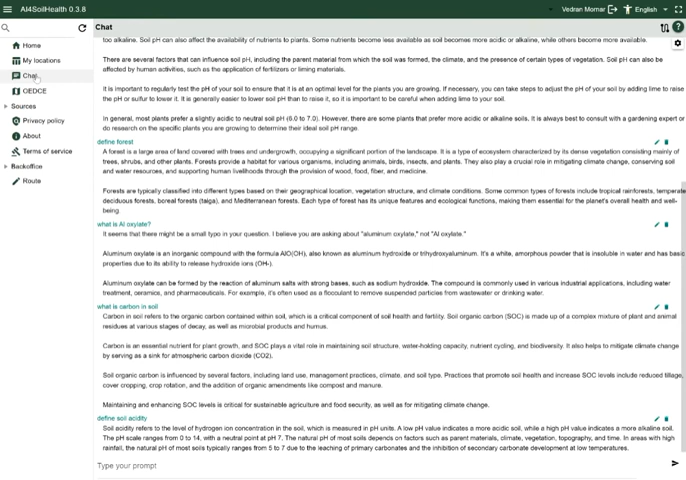 AI4SoilHealth 0.3.8
Vedran Mornar
English
Chat
Home
My locations
Chat
OEDCE
Sources
Privacy policy
About
Terms of service
Backoffice
Route
too alkaline. Soil pH can also affect the availability of nutrients to plants. Some nutrients become less available as soil becomes more acidic or alkaline, while others become more available.
There are several factors that can influence soil pH, including the parent material from which the soil was formed, the climate, and the presence of certain types of vegetation. Soil pH can also be
affected by human activities, such as the application of fertilizers or liming materials.
It is important to regularly test the pH of your soil to ensure that it is at an optimal level for the plants you are growing. If necessary, you can take steps to adjust the pH of your soil by adding lime to raise
the pH or sulfur to lower it. It is generally easier to lower soil pH than to raise it, so it is important to be careful when adding lime to your soil.
In general, most plants prefer a slightly acidic to neutral soil pH (6.0 to 7.0). However, there are some plants that prefer more acidic or alkaline soils. It is always best to consult with a gardening expert or
do research on the specific plants you are growing to determine their ideal soil pH range.
define forest
A forest is a large area of land covered with trees and undergrowth, occupying a significant portion of the landscape. It is a type of ecosystem characterized by its dense vegetation consisting mainly of
trees, shrubs, and other plants. Forests provide a habitat for various organisms, including animals, birds, insects, and plants. They also play a crucial role in mitigating climate change, conserving soil
and water resources, and supporting human livelihoods through the provision of wood, food, fiber, and medicine.
Forests are typically classified into different types based on their geographical location, vegetation structure, and climate conditions. Some common types of forests include tropical rainforests, temperate
deciduous forests, boreal forests (taiga), and Mediterranean forests. Each type of forest has its unique features and ecological functions, making them essential for the planet's overall health and well-
being
what is Al oxylate?
It seems that there might be a small typo in your question. I believe you are asking about "aluminum oxylate," not "Al oxylate."
Aluminum oxylate is an inorganic compound with the formula AlO(OH), also known as aluminum hydroxide or trihydroxyaluminum. It's a white, amorphous powder that is insoluble in water and has basic
properties due to its ability to release hydroxide ions (OH-).
Aluminum oxylate can be formed by the reaction of aluminum salts with strong bases, such as sodium hydroxide. The compound is commonly used in various industrial applications, including water
treatment, ceramics, and pharmaceuticals. For example, it's often used as a flocculant to remove suspended particles from wastewater or drinking water.
what is carbon in soil
Carbon in soil refers to the organic carbon contained within soil, which is a critical component of soil health and fertility. Soil organic carbon (SOC) is made up of a complex mixture of plant and animal
residues at various stages of decay, as well as microbial products and humus.
Carbon is an essential nutrient for plant growth, and SOC plays a vital role in maintaining soil structure, water-holding capacity, nutrient cycling, and biodiversity. It also helps to mitigate climate change
by serving as a sink for atmospheric carbon dioxide (CO2).
Soil organic carbon is influenced by several factors, including land use, management practices, climate, and soil type. Practices that promote soil health and increase SOC levels include reduced tillage,
cover cropping, crop rotation, and the addition of organic amendments like compost and manure.
Maintaining and enhancing SOC levels is critical for sustainable agriculture and food security, as well as for mitigating climate change.
define soil acidity
Soil acidity refers to the level of hydrogen ion concentration in the soil, which is measured in pH units. A low pH value indicates a more acidic soil, while a high pH value indicates a more alkaline soil.
The pH scale ranges from 0 to 14, with a neutral point at pH 7. The natural pH of most soils depends on factors such as parent materials, climate, vegetation, topography, and time. In areas with high
rainfall, the natural pH of most soils typically ranges from 5 to 7 due to the leaching of primary carbonates and the inhibition of secondary carbonate development at low temperatures.
Type your prompt